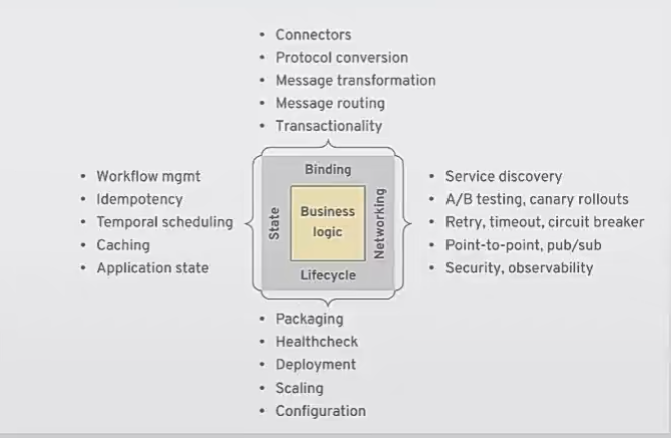 • Connectors
• Protocol conversion
• Message transformation
• Message routing
• Transactionality
• Workflow mgmt
• Idempotency
• Temporal scheduling
• Caching
• Application state
Binding
State
Business
logic
Networking
Lifecycle
• Service discovery
• A/B testing, canary rollouts
• Retry, timeout, circuit breaker
• Point-to-point, pub/sub
• Security, observability
• Packaging
• Healthcheck
• Deployment
• Scaling
• Configuration